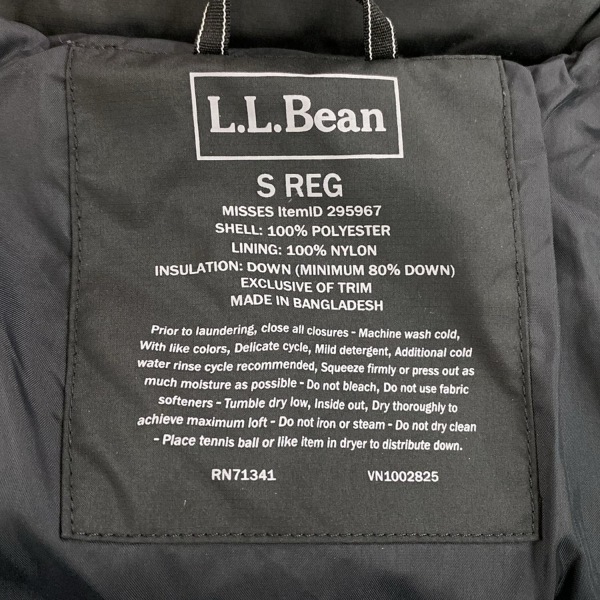 L.L.Bean
S REG
MISSES ItemID 295967
SHELL: 100% POLYESTER
LINING: 100% NYLON
INSULATION: DOWN (MINIMUM 80% DOWN)
EXCLUSIVE OF TRIM
MADE IN BANGLADESH
Prior to laundering, close all closures - Machine wash cold,
With like colors, Delicate cycle, Mild detergent, Additional cold
water rinse cycle recommended, Squeeze firmly or press out as
much moisture as possible - Do not bleach, Do not use fabric
softeners - Tumble dry low, Inside out, Dry thoroughly to
achieve maximum loft - Do not iron or steam - Do not dry clean
- Place tennis ball or like item in dryer to distribute down.
RN71341 VN1002825